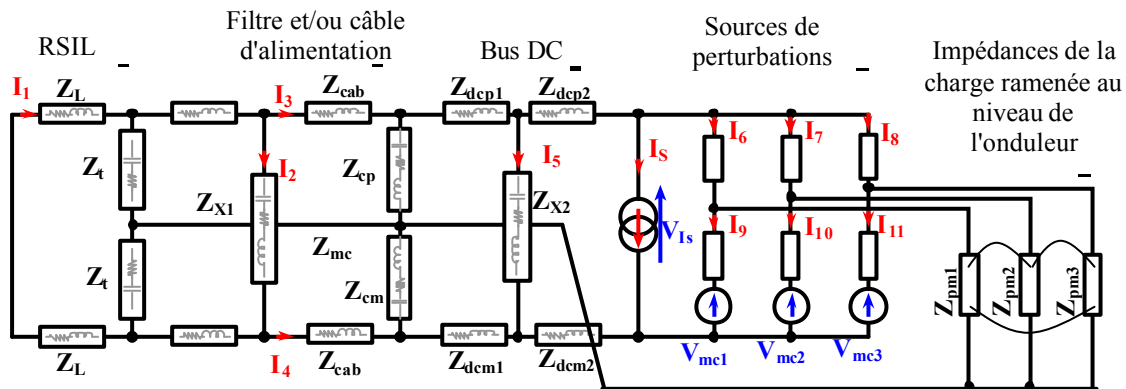 RSIL
Filtre et/ou câble
d'alimentation
Bus DC
Sources de
perturbations
Impédances de la
charge ramenée au
niveau de
l'onduleur
I1
ZL
I3
Zcab
Zdcp1
Zdcp2
I6
I7
I8
Zt
I2
Zcp
I5
IS
ZX1
ZX2
VIs
I9
I10
I11
Zmc
Zt
Zcm
Zpm1
Zpm2
Zpm3
ZL
I4
Zcab
Zdcm1
Zdcm2
Vmc1
Vmc2
Vmc3